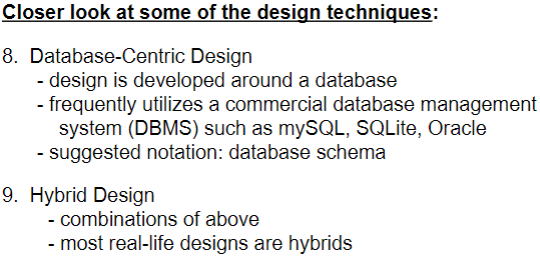 Closer look at some of the design techniques:
8. Database-Centric Design
- design is developed around a database
- frequently utilizes a commercial database management
system (DBMS) such as mySQL, SQLite, Oracle
- suggested notation: database schema
9. Hybrid Design
- combinations of above
- most real-life designs are hybrids